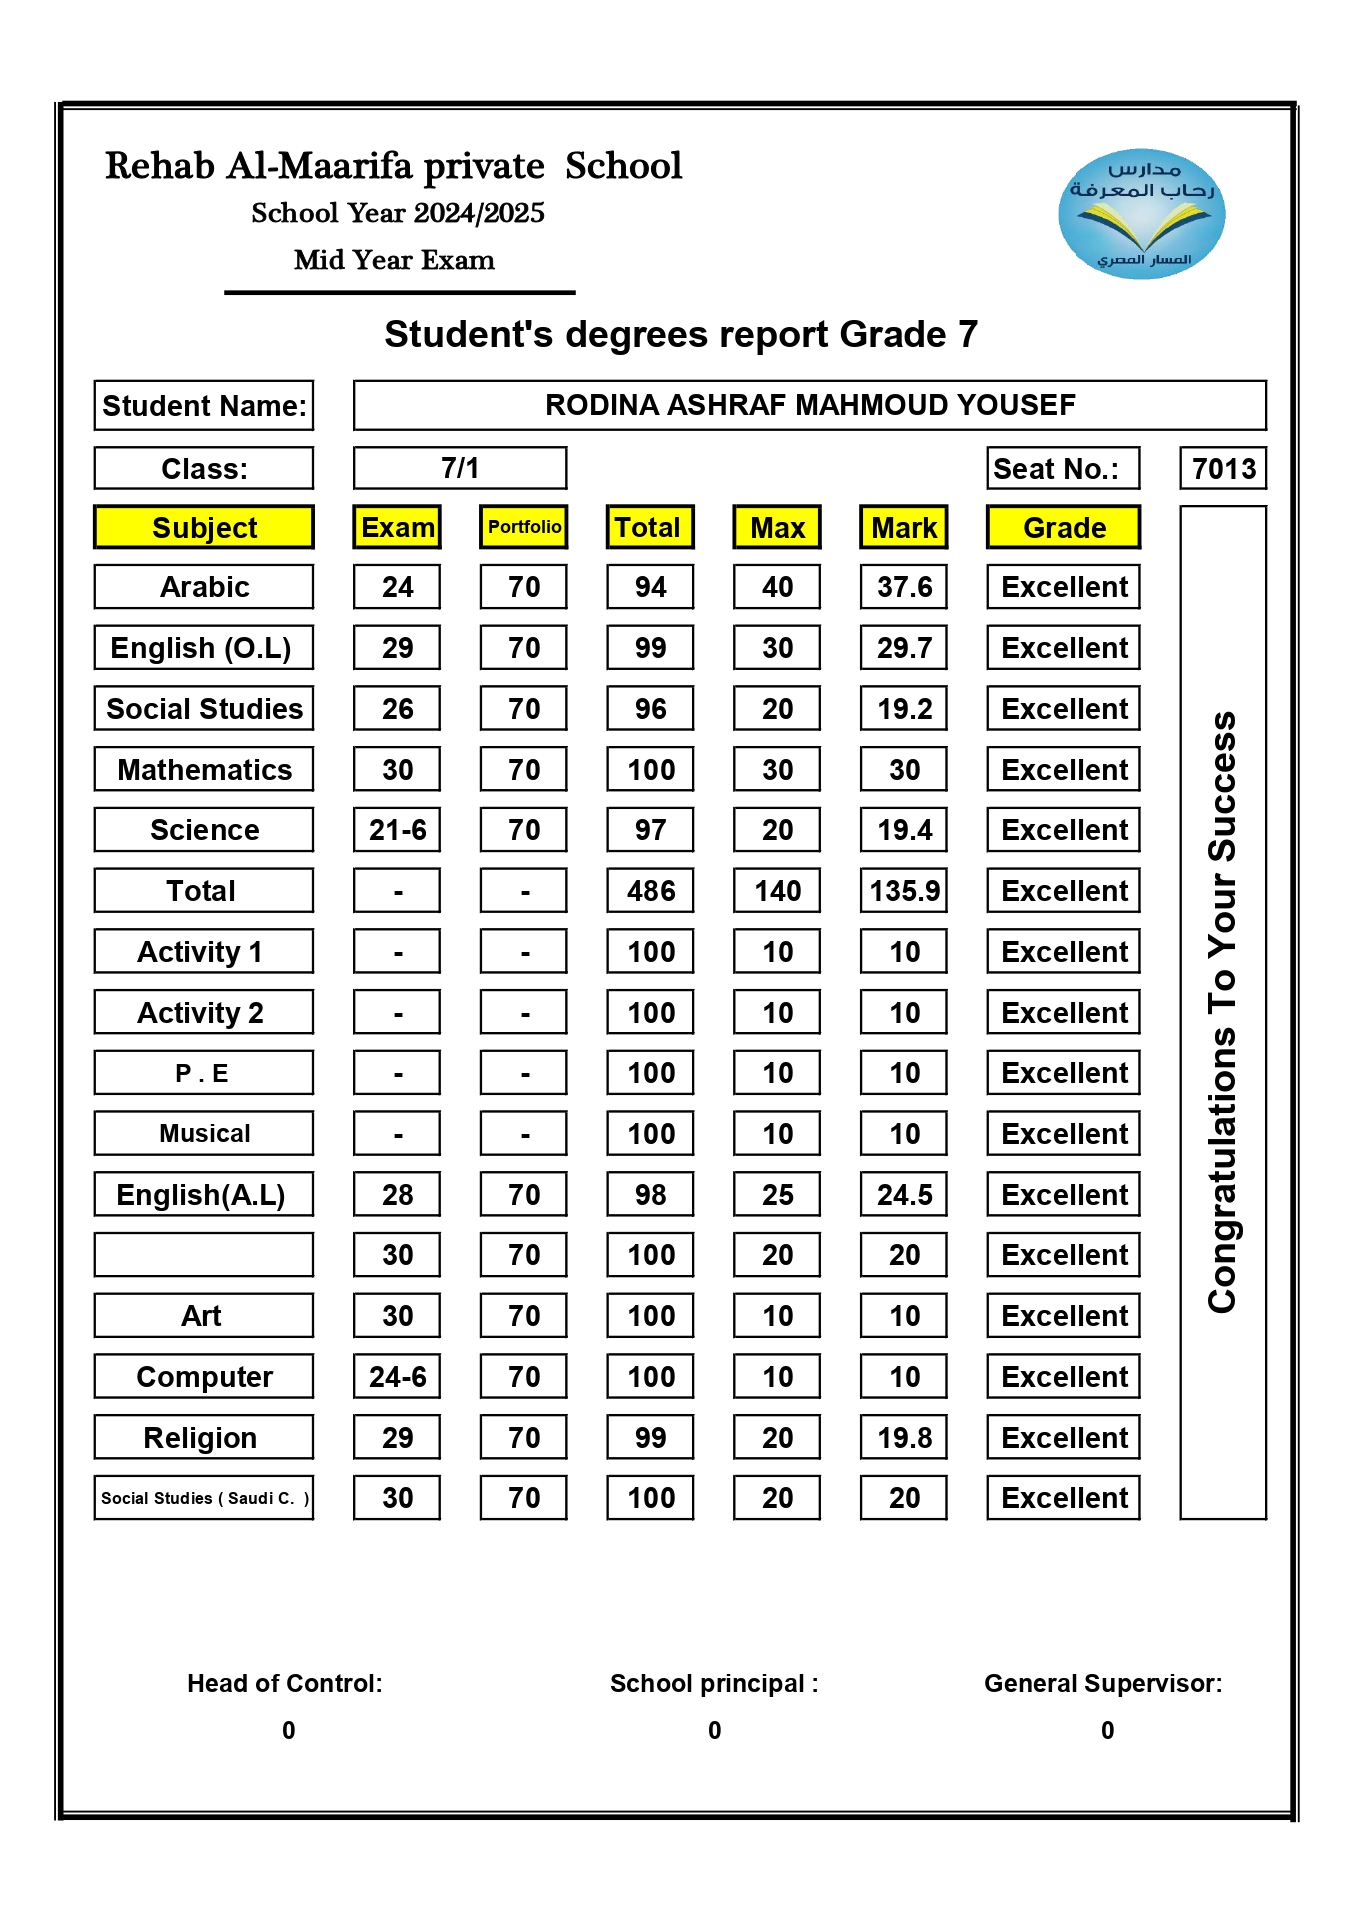 Rehab Al-Maarifa private School
School Year 2024/2025
Mid Year Exam
مدارس
رحاب المعرفة
المسار المصري
Student's degrees report Grade 7
Student Name: RODINA ASHRAF MAHMOUD YOUSEF
Class: 7/1 Seat No.: 7013
Subject Exam Portfolio Total Max Mark Grade
Arabic 24 70 94 40 37.6 Excellent
English (O.L) 29 70 99 30 29.7 Excellent
Social Studies 26 70 96 20 19.2 Excellent
Mathematics 30 70 100 30 30 Excellent
Science 21-6 70 97 20 19.4 Excellent
Total - - 486 140 135.9 Excellent
Activity 1 - - 100 10 10 Excellent
Activity 2 - - 100 10 10 Excellent
P . E - - 100 10 10 Excellent
Musical - - 100 10 10 Excellent
English(A.L) 28 70 98 25 24.5 Excellent
30 70 100 20 20 Excellent
Art 30 70 100 10 10 Excellent
Computer 24-6 70 100 10 10 Excellent
Religion 29 70 99 20 19.8 Excellent
Social Studies ( Saudi C. ) 30 70 100 20 20 Excellent
Congratulations To Your Success
Head of Control: School principal : General Supervisor:
0 0 0